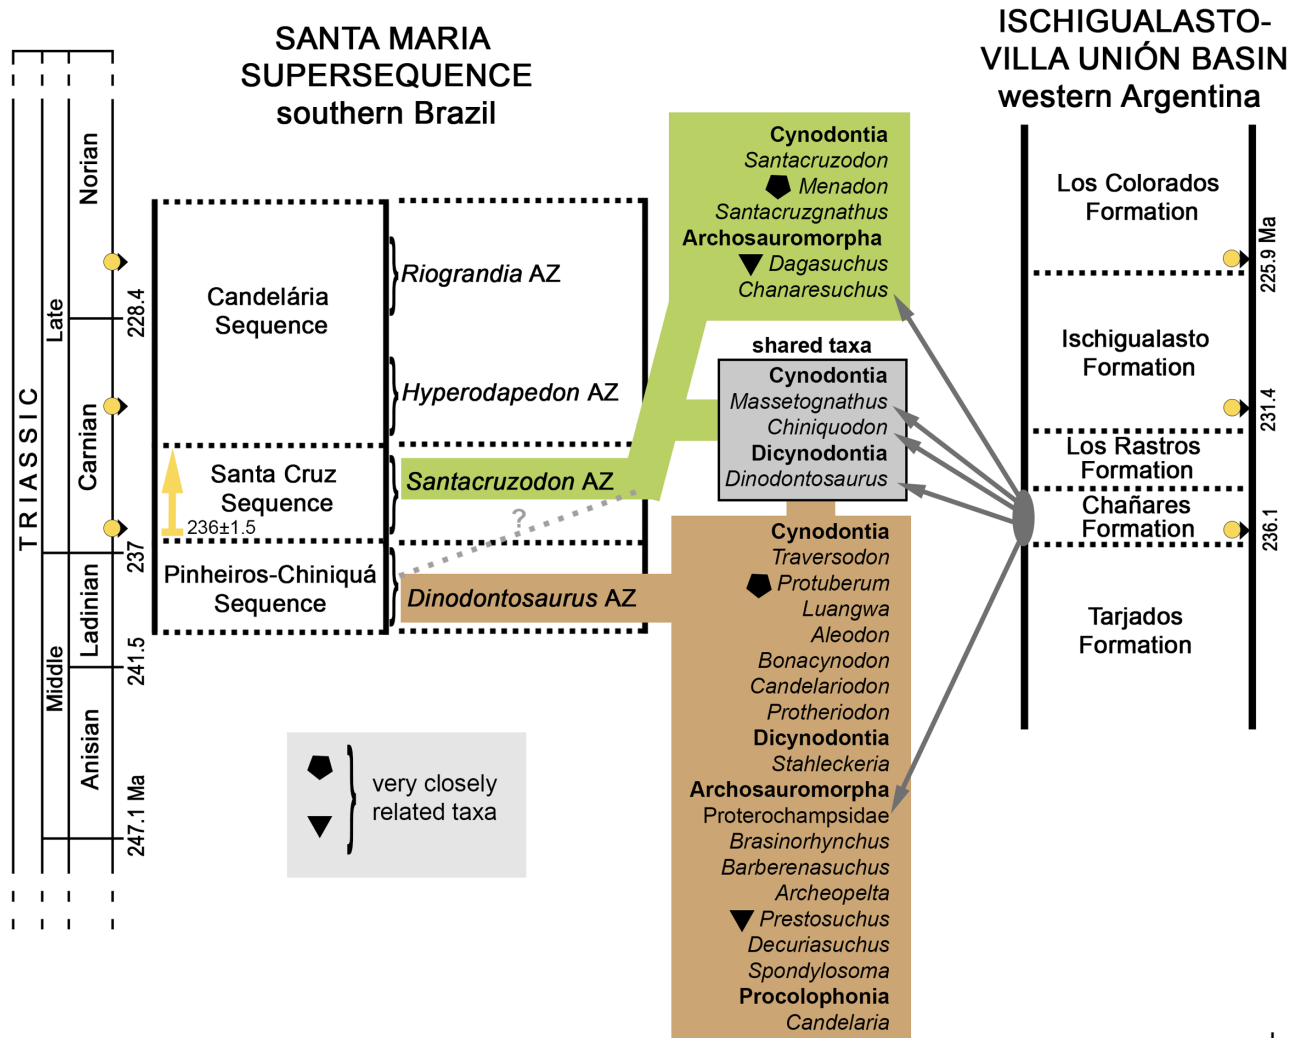 SANTA MARIA
SUPERSEQUENCE
southern Brazil
ISCHIGUALASTO-
VILLA UNIÓN BASIN
western Argentina
TRIASSIC
Late
Middle
Norian
Carnian
Ladinian
Anisian
228.4
237
241.5
247.1 Ma
Candelária
Sequence
Santa Cruz
Sequence
236±1.5
Pinheiros-Chiniquá
Sequence
Riograndia AZ
Hyperodapedon AZ
Santacruzodon AZ
?
Dinodontosaurus AZ
Cynodontia
Santacruzodon
Menadon
Santacruzgnathus
Archosauromorpha
Dagasuchus
Chanaresuchus
shared taxa
Cynodontia
Massetognathus
Chiniquodon
Dicynodontia
Dinodontosaurus
Cynodontia
Traversodon
Protuberum
Luangwa
Aleodon
Bonacynodon
Candelariodon
Protheriodon
Dicynodontia
Stahleckeria
Archosauromorpha
Proterochampsidae
Brasinorhynchus
Barberenasuchus
Archeopelta
Prestosuchus
Decuriasuchus
Spondylosoma
Procolophonia
Candelaria
Los Colorados
Formation
Ischigualasto
Formation
Los Rastros
Formation
Chañares
Formation
Tarjados
Formation
225.9 Ma
231.4
236.1
very closely
related taxa